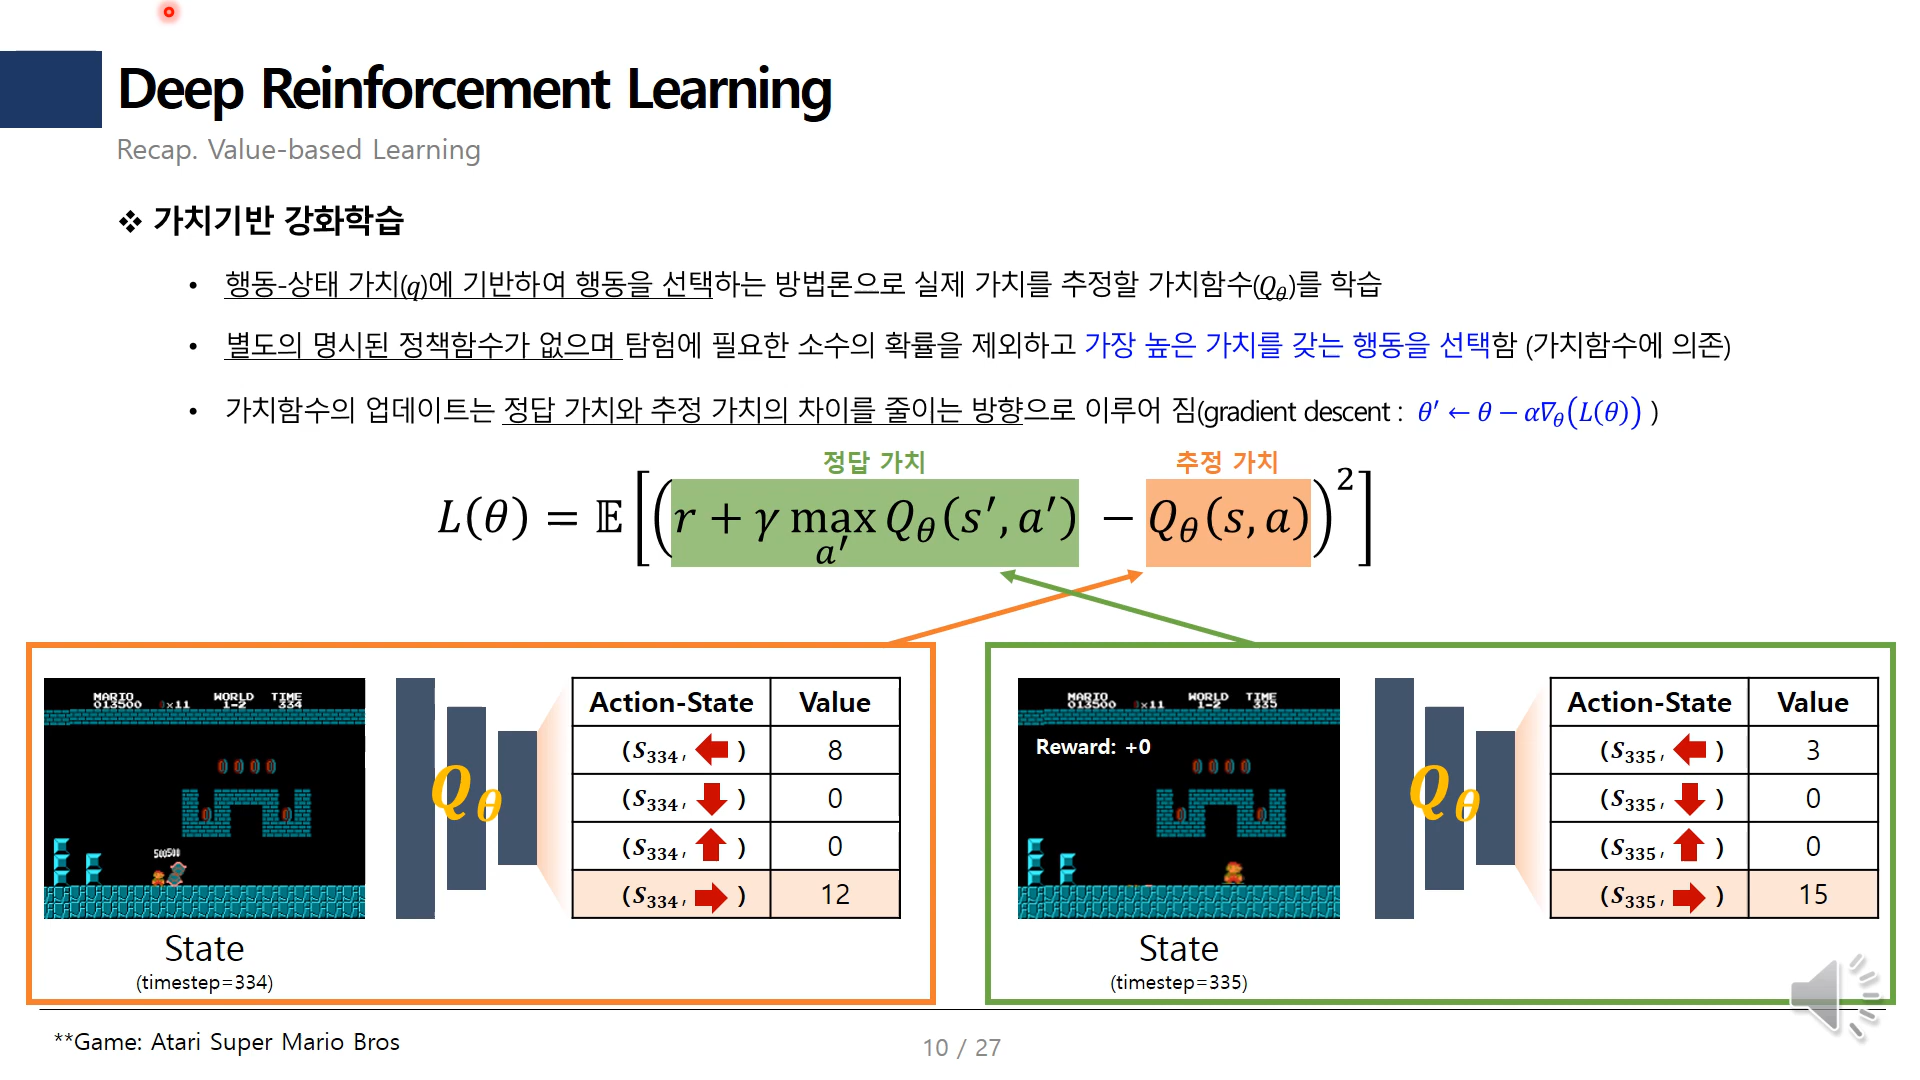 Deep Reinforcement Learning
Recap. Value-based Learning
❖ 가치기반 강화학습
• 행동-상태 가치(q)에 기반하여 행동을 선택하는 방법론으로 실제 가치를 추정할 가치함수(Q_θ)를 학습
• 별도의 명시된 정책함수가 없으며 탐험에 필요한 소수의 확률을 제외하고 가장 높은 가치를 갖는 행동을 선택함 (가치함수에 의존)
• 가치함수의 업데이트는 정답 가치와 추정 가치의 차이를 줄이는 방향으로 이루어 짐(gradient descent : θ′ ← θ − α∇_θ(L(θ)) )
정답 가치 추정 가치
L(θ) = 𝔼[(r + γ max_{a′} Q_θ(s′, a′) − Q_θ(s, a))²]
MARIO WORLD TIME
013500 ×11 1-2 334
500500
Q_θ
Action-State Value
(S₃₃₄, ⬅) 8
(S₃₃₄, ⬇) 0
(S₃₃₄, ⬆) 0
(S₃₃₄, ➡) 12
State
(timestep=334)
MARIO WORLD TIME
013500 ×11 1-2 335
Reward: +0
Q_θ
Action-State Value
(S₃₃₅, ⬅) 3
(S₃₃₅, ⬇) 0
(S₃₃₅, ⬆) 0
(S₃₃₅, ➡) 15
State
(timestep=335)
**Game: Atari Super Mario Bros
10 / 27